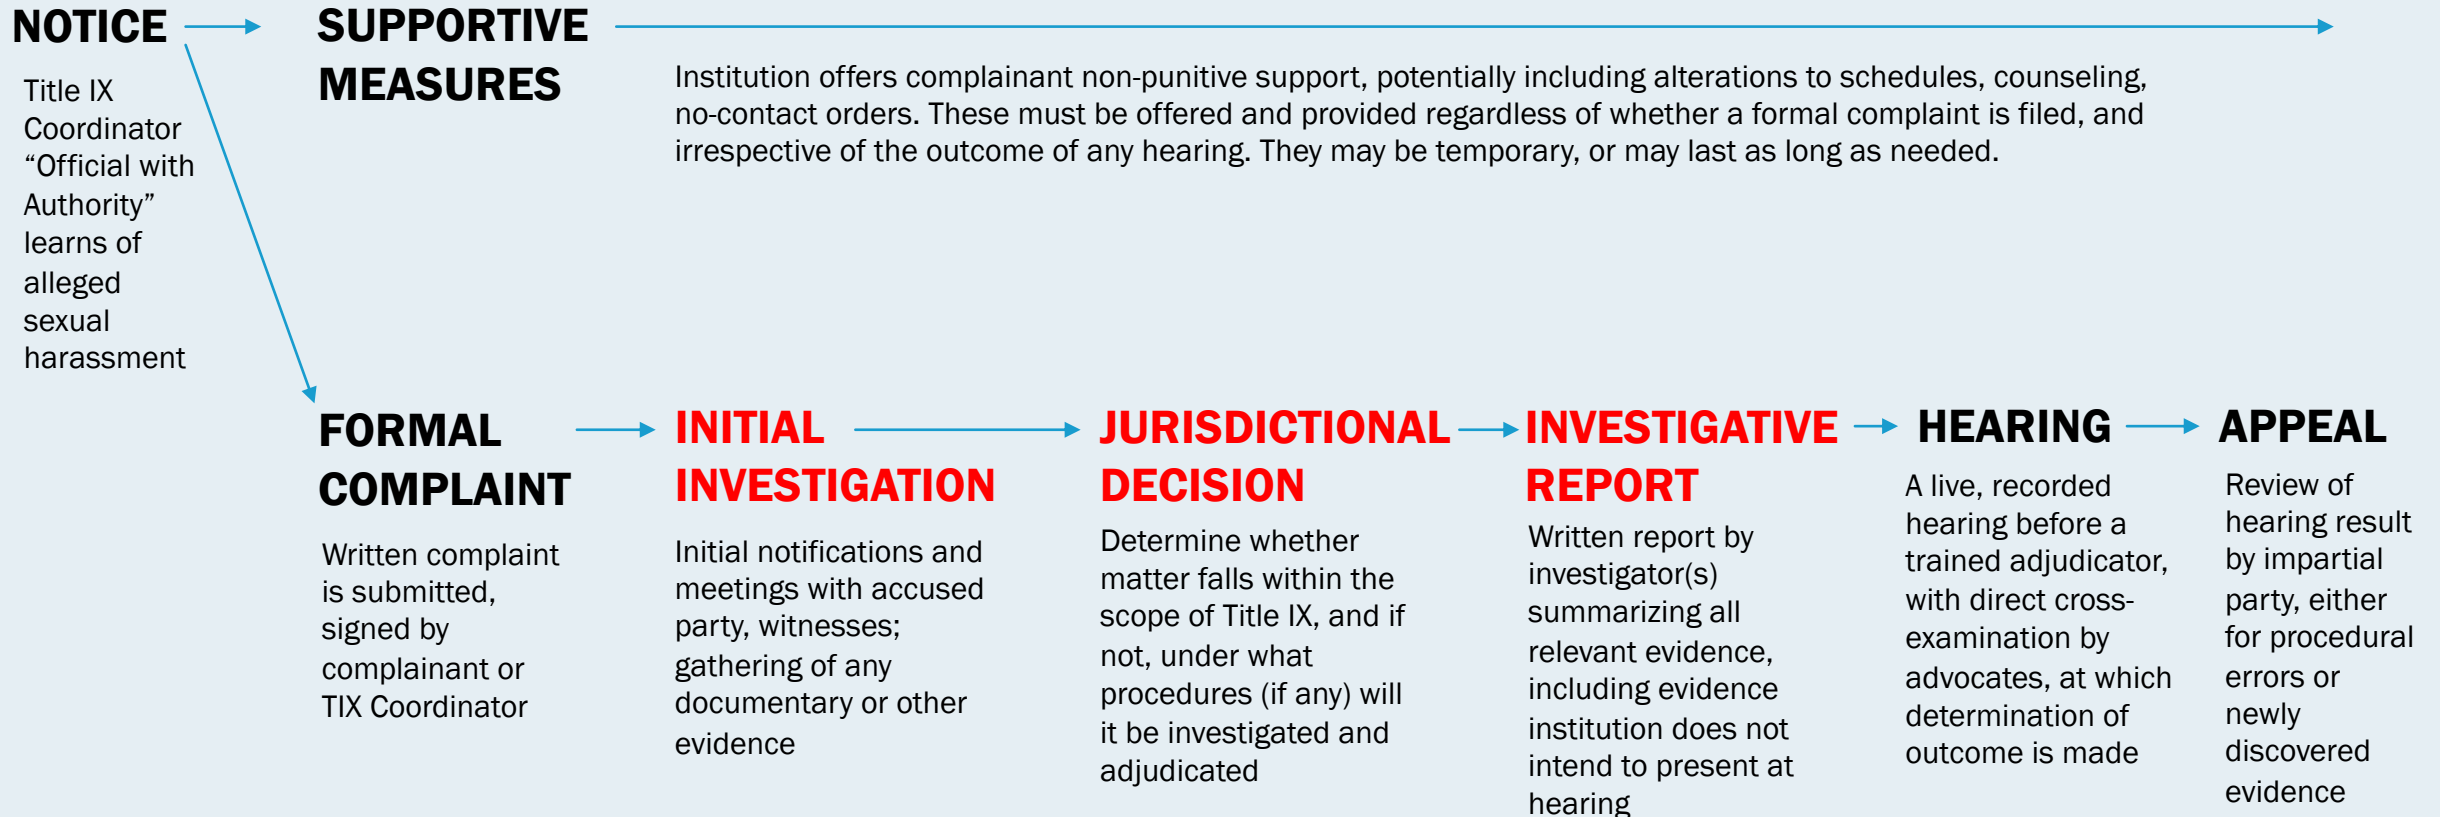 NOTICE
Title IX
Coordinator
“Official with
Authority”
learns of
alleged
sexual
harassment
SUPPORTIVE
MEASURES
Institution offers complainant non-punitive support, potentially including alterations to schedules, counseling,
no-contact orders. These must be offered and provided regardless of whether a formal complaint is filed, and
irrespective of the outcome of any hearing. They may be temporary, or may last as long as needed.
FORMAL
COMPLAINT
Written complaint
is submitted,
signed by
complainant or
TIX Coordinator
INITIAL
INVESTIGATION
Initial notifications and
meetings with accused
party, witnesses;
gathering of any
documentary or other
evidence
JURISDICTIONAL
DECISION
Determine whether
matter falls within the
scope of Title IX, and if
not, under what
procedures (if any) will
it be investigated and
adjudicated
INVESTIGATIVE
REPORT
Written report by
investigator(s)
summarizing all
relevant evidence,
including evidence
institution does not
intend to present at
hearing
HEARING
A live, recorded
hearing before a
trained adjudicator,
with direct cross-
examination by
advocates, at which
determination of
outcome is made
APPEAL
Review of
hearing result
by impartial
party, either
for procedural
errors or
newly
discovered
evidence